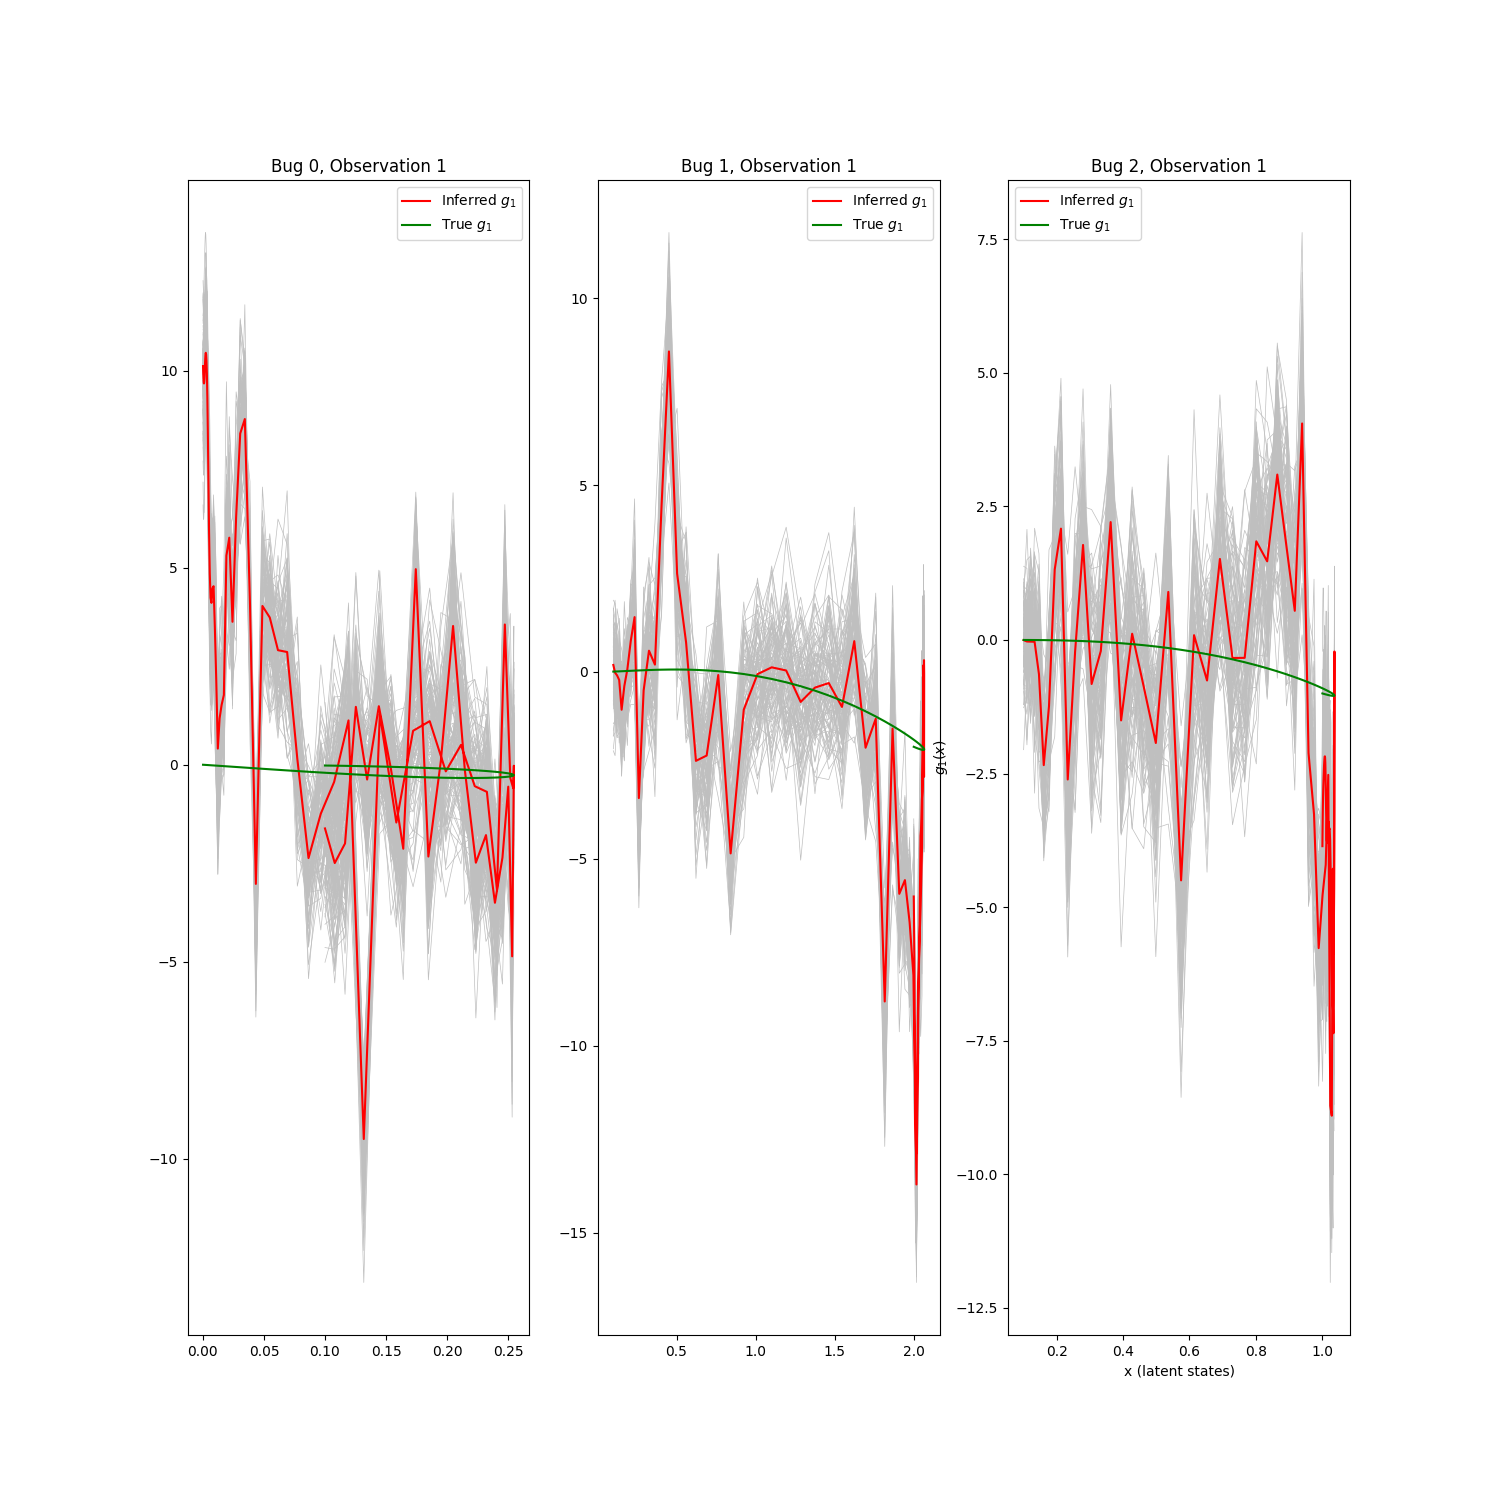 Bug 0, Observation 1
Inferred g₁
True g₁
10
5
0
−5
−10
0.00 0.05 0.10 0.15 0.20 0.25
Bug 1, Observation 1
Inferred g₁
True g₁
10
5
0
−5
−10
−15
0.5 1.0 1.5 2.0
Bug 2, Observation 1
Inferred g₁
True g₁
g₁(x)
7.5
5.0
2.5
0.0
−2.5
−5.0
−7.5
−10.0
−12.5
0.2 0.4 0.6 0.8 1.0
x (latent states)